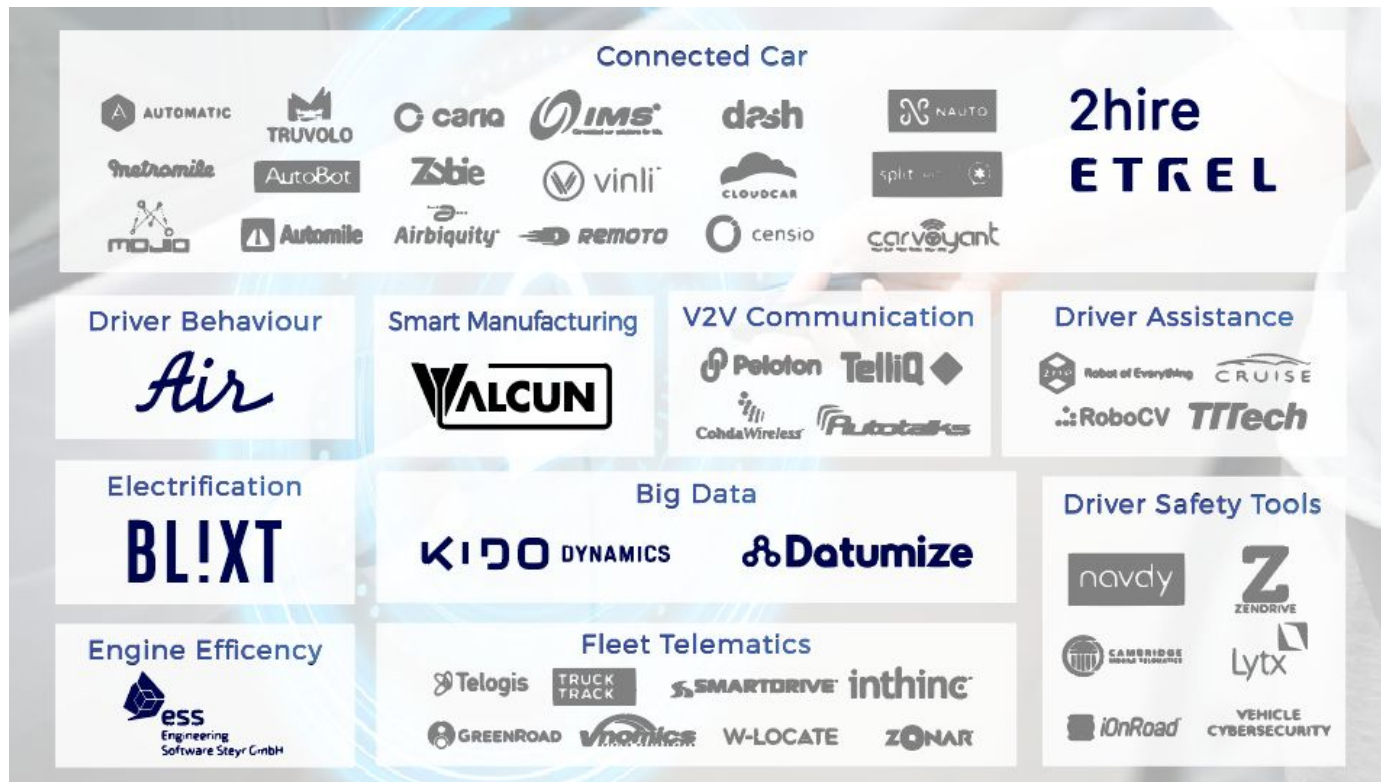 Connected Car
AUTOMATIC
TRUVOLO
cariq
IMS
dash
NAUTO
2hire
metromile
AutoBot
Zubie
vinli
CLOUDCAR
split
ETREL
mojio
Automile
Airbiquity
REMOTO
censio
carvoyant
Driver Behaviour
Air
Smart Manufacturing
VALCUN
V2V Communication
Peloton
TelliQ
CohdaWireless
Autotalks
Driver Assistance
Robot of Everything
CRUISE
RoboCV
TTTech
Electrification
BL!XT
Big Data
KIDO DYNAMICS
Datumize
Driver Safety Tools
navdy
Z
ZENDRIVE
CAMBRIDGE
MOBILE TELEMATICS
Lytx
iOnRoad
VEHICLE
CYBERSECURITY
Engine Efficency
ess
Engineering
Software Steyr GmbH
Fleet Telematics
Telogis
TRUCK
TRACK
SMARTDRIVE
inthinc
GREENROAD
Vnomics
W-LOCATE
ZONAR